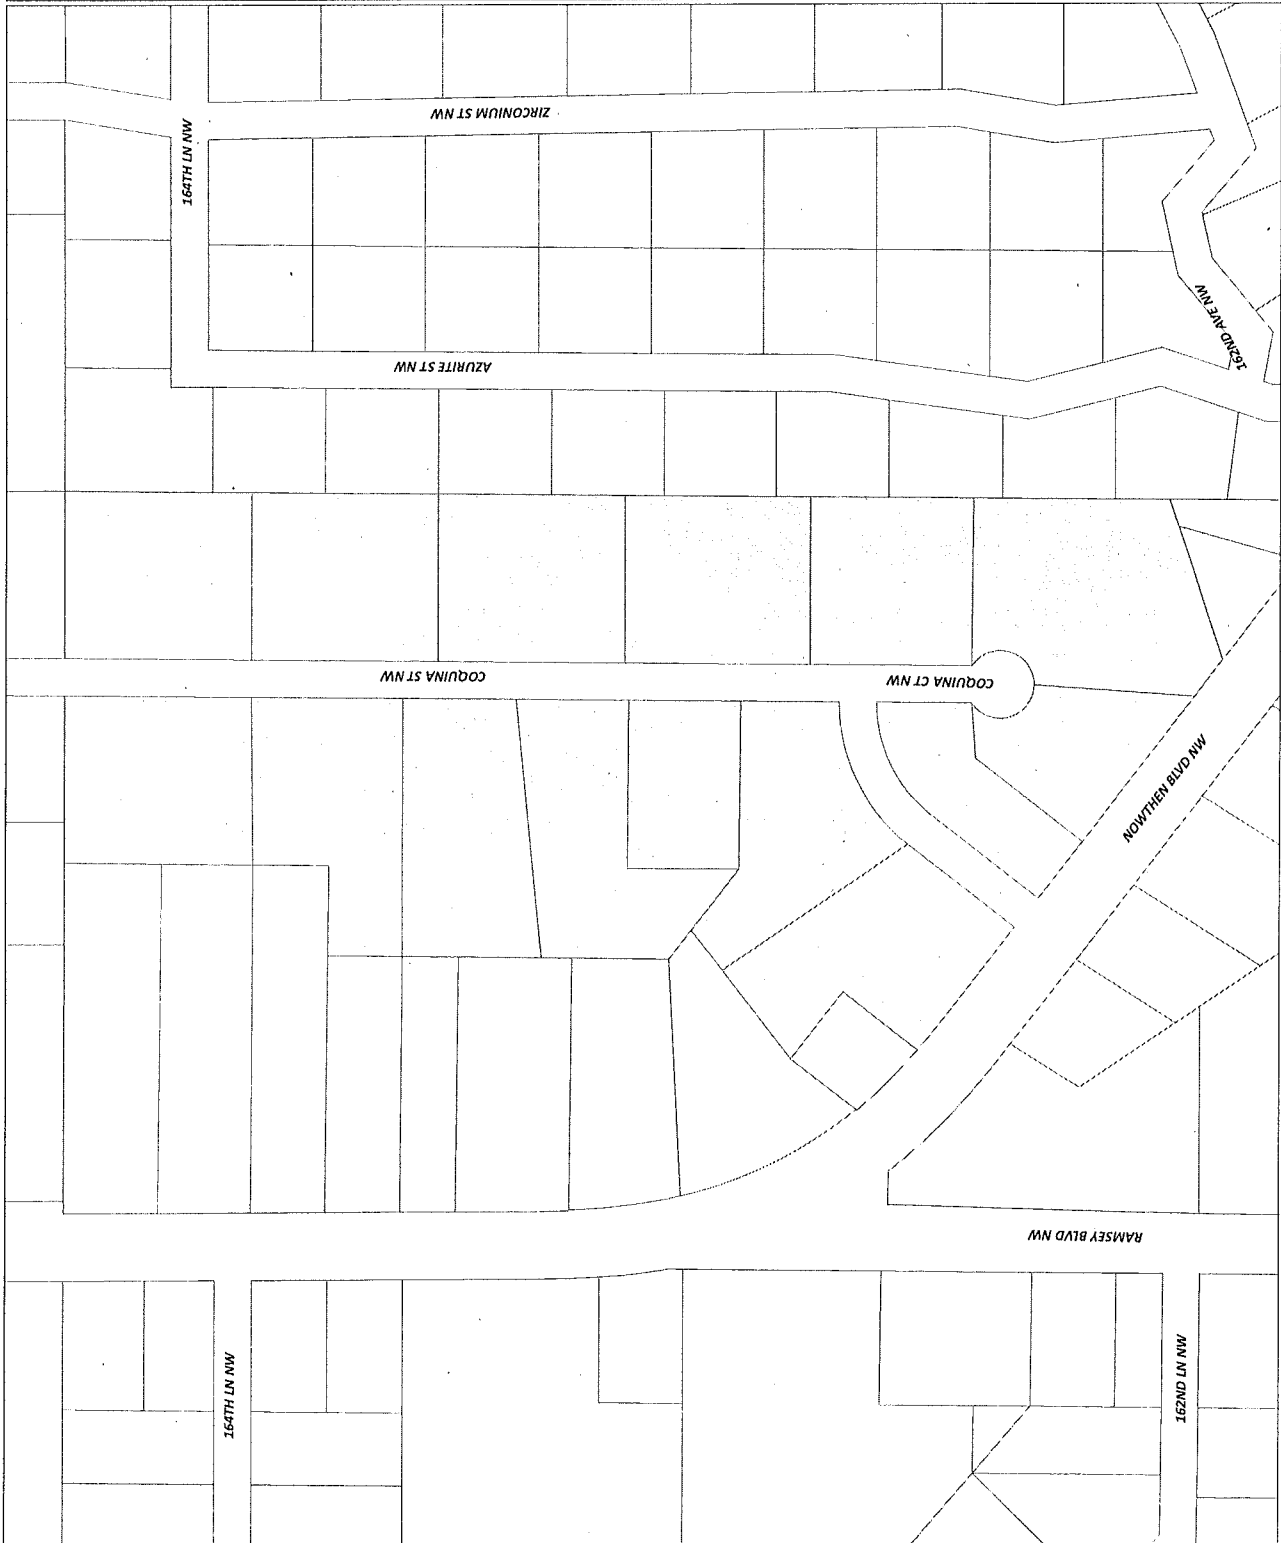 ZIRCONIUM ST NW
164TH LN NW
162ND AVE NW
AZURITE ST NW
COQUINA ST NW
COQUINA CT NW
NOWTHEN BLVD NW
RAMSEY BLVD NW
164TH LN NW
162ND LN NW